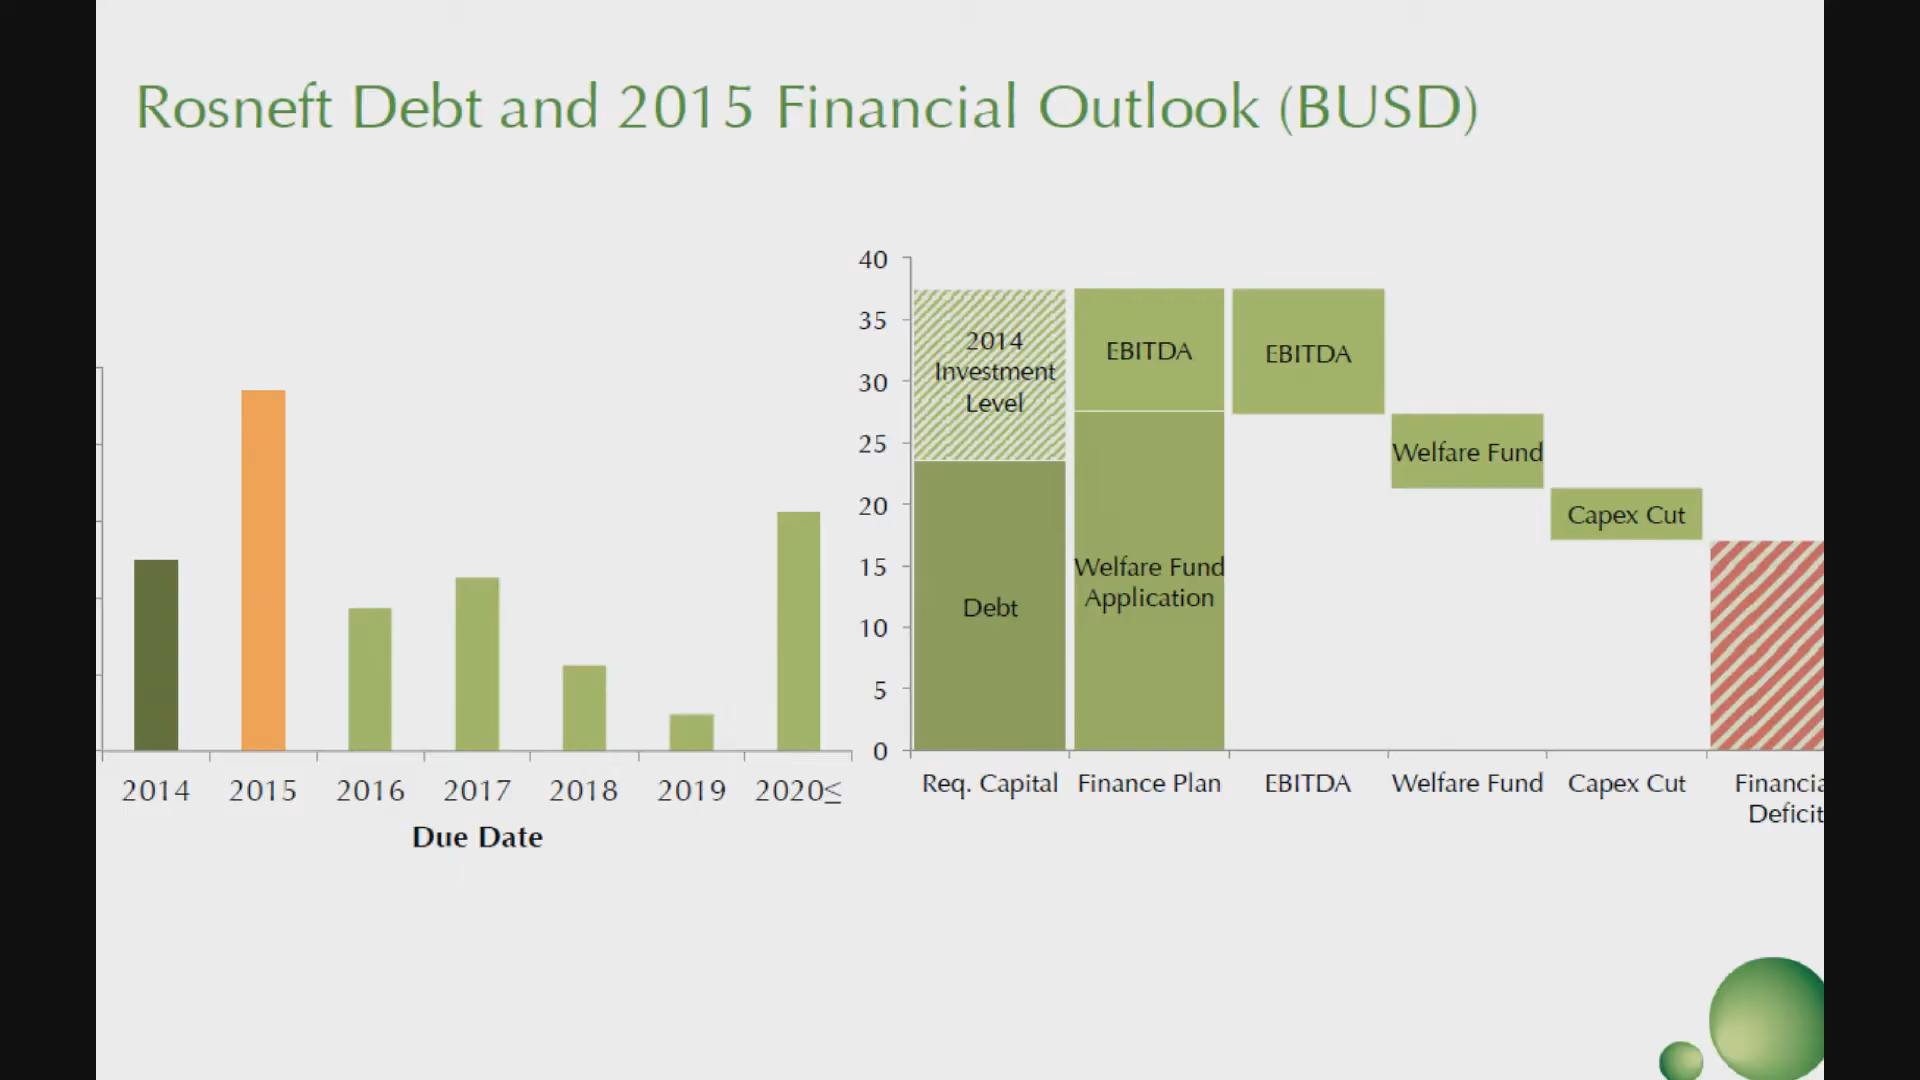 Rosneft Debt and 2015 Financial Outlook (BUSD)
2014
2015
2016
2017
2018
2019
2020≤
Due Date
40
35
30
25
20
15
10
5
0
2014
Investment
Level
Debt
EBITDA
Welfare Fund
Application
EBITDA
Welfare Fund
Capex Cut
Req. Capital
Finance Plan
EBITDA
Welfare Fund
Capex Cut
Financia
Deficit